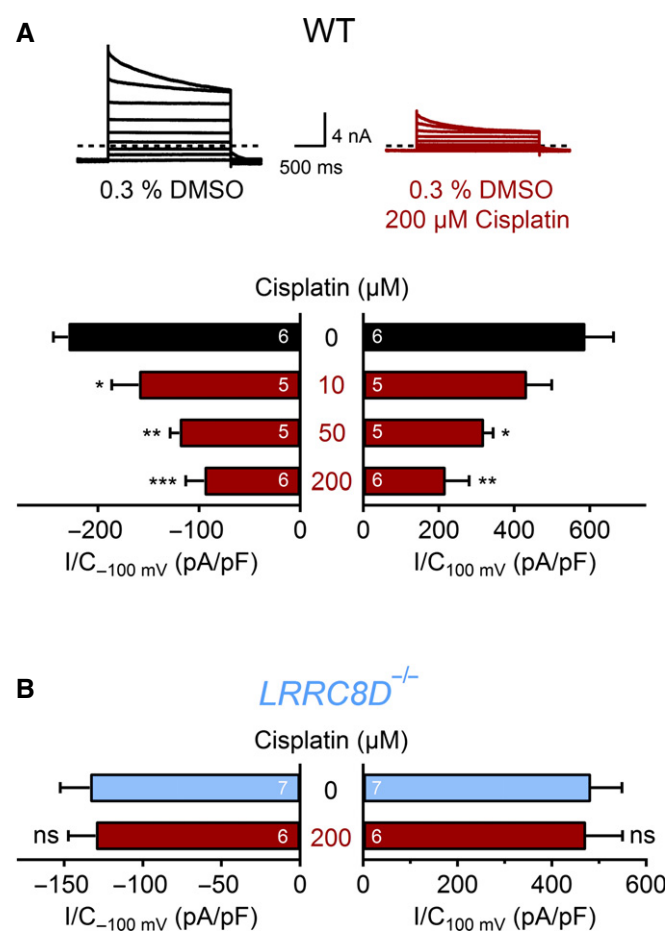 A
WT
4 nA
500 ms
0.3 % DMSO
0.3 % DMSO
200 µM Cisplatin
Cisplatin (µM)
6 0 6
* 5 10 5
** 5 50 5 *
*** 6 200 6 **
−200 −100 0 0 200 400 600
I/C−100 mV (pA/pF) I/C100 mV (pA/pF)
B
LRRC8D−/−
Cisplatin (µM)
7 0 7
ns 6 200 6 ns
−150 −100 −50 0 0 200 400 600
I/C−100 mV (pA/pF) I/C100 mV (pA/pF)